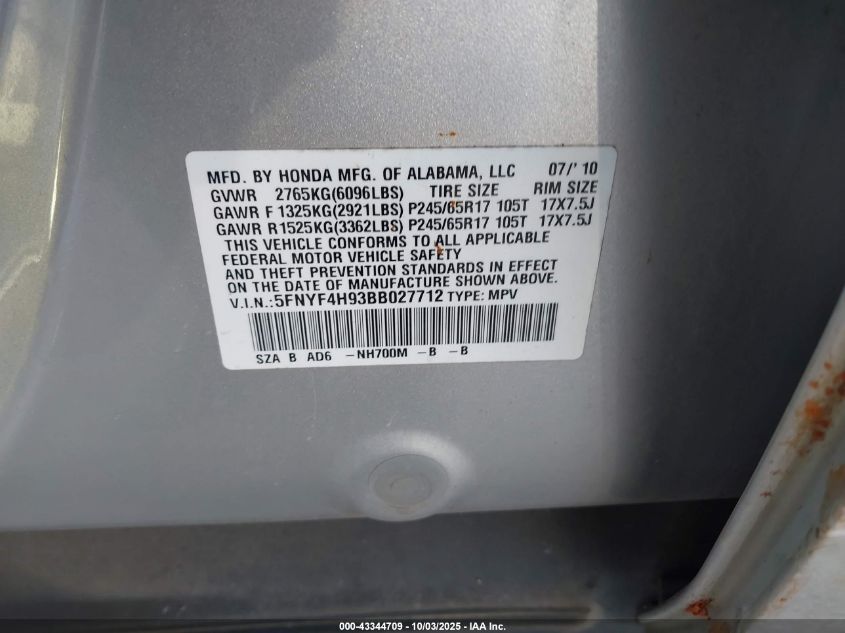 MFD. BY HONDA MFG. OF ALABAMA, LLC 07/' 10
GVWR 2765KG(6096LBS) TIRE SIZE RIM SIZE
GAWR F 1325KG(2921LBS) P245/65R17 105T 17X7.5J
GAWR R 1525KG(3362LBS) P245/65R17 105T 17X7.5J
THIS VEHICLE CONFORMS TO ALL APPLICABLE
FEDERAL MOTOR VEHICLE SAFETY
AND THEFT PREVENTION STANDARDS IN EFFECT
ON THE DATE OF MANUFACTURE SHOWN ABOVE.
V.I.N.:5FNYF4H93BB027712 TYPE: MPV
SZA B AD6 -NH700M -B -B
000-43344709 - 10/03/2025 - IAA Inc.